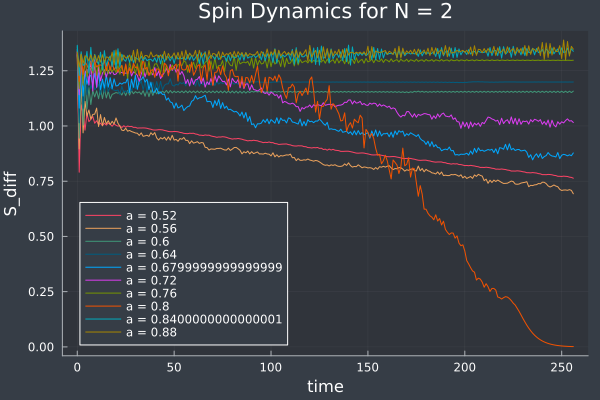 Spin Dynamics for N = 2
S_diff
1.25
1.00
0.75
0.50
0.25
0.00
a = 0.52
a = 0.56
a = 0.6
a = 0.64
a = 0.6799999999999999
a = 0.72
a = 0.76
a = 0.8
a = 0.8400000000000001
a = 0.88
0 50 100 150 200 250
time